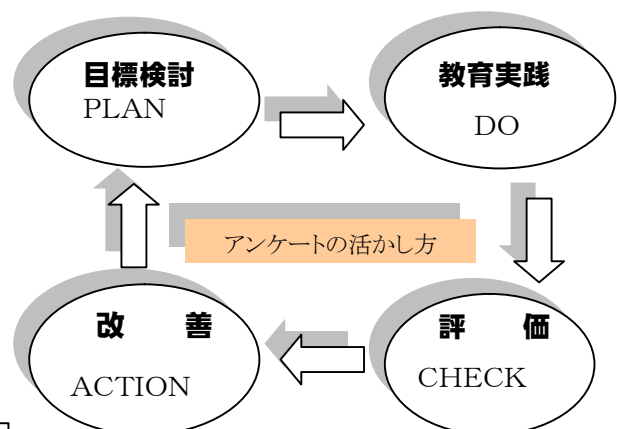 目標検討
PLAN
教育実践
DO
アンケートの活かし方
改　善
ACTION
評　価
CHECK